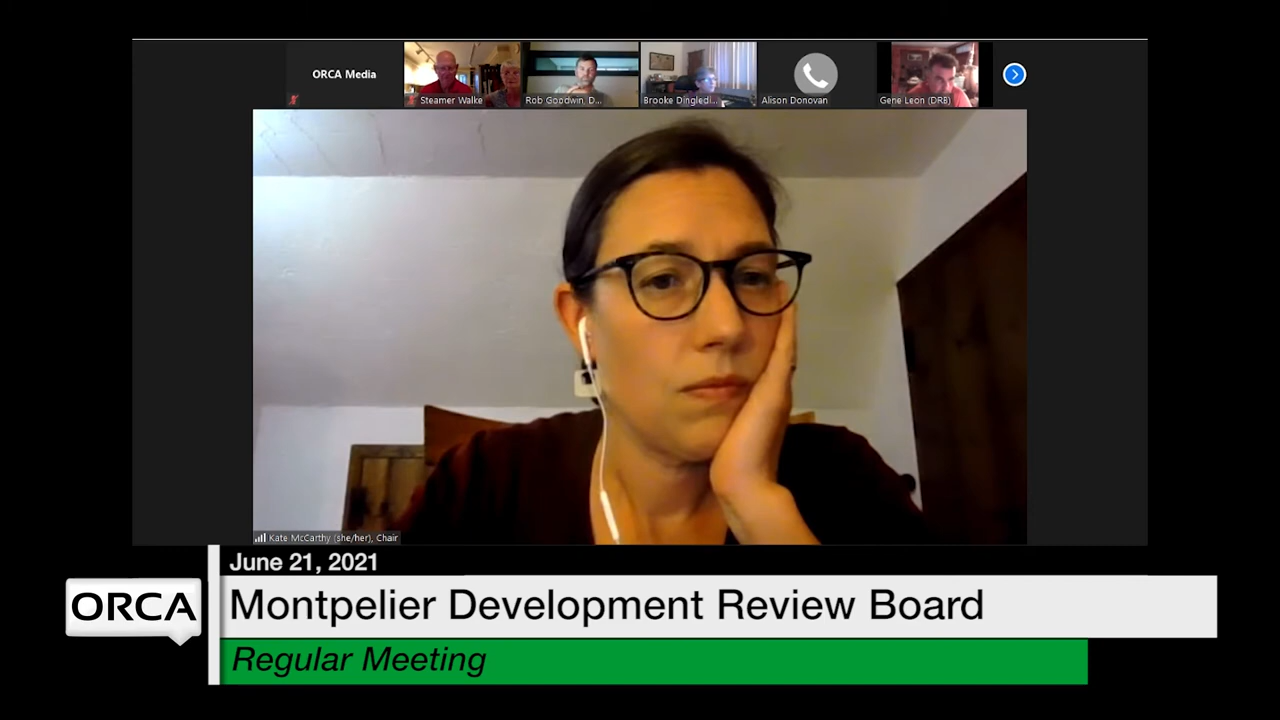 ORCA Media
Steamer Walke
Rob Goodwin, D...
Brooke Dingledi...
Alison Donovan
Gene Leon (DRB)
Kate McCarthy (she/her), Chair
June 21, 2021
ORCA
Montpelier Development Review Board
Regular Meeting